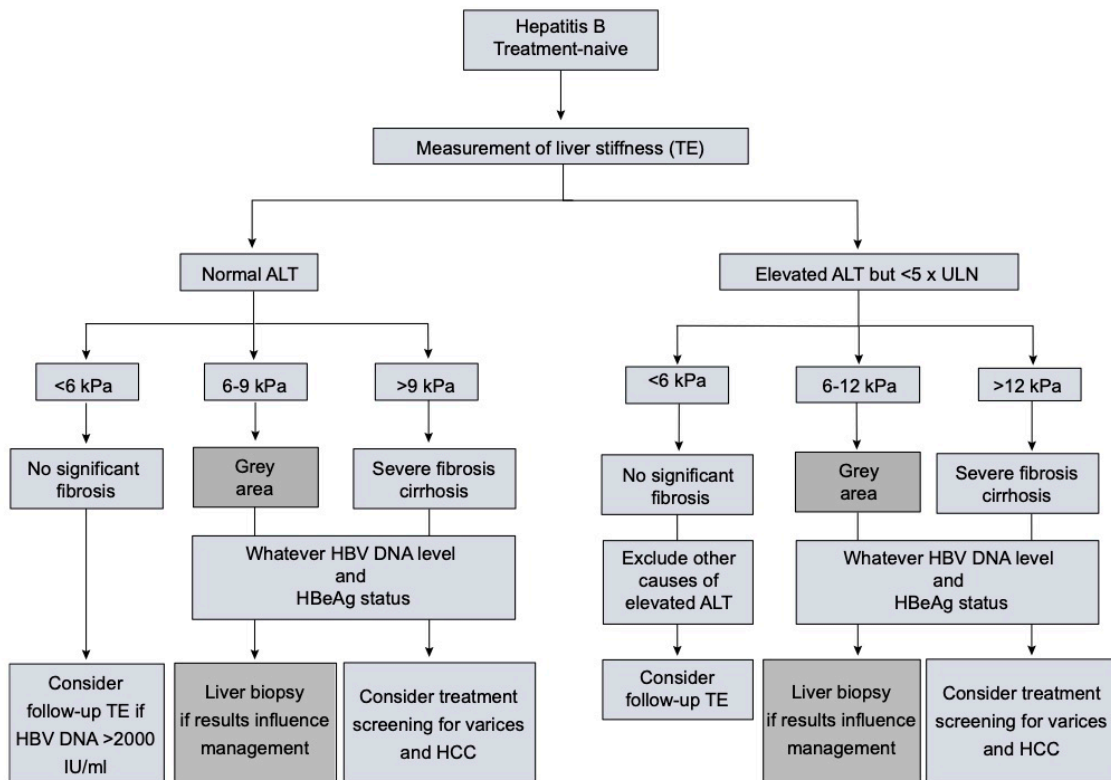 Hepatitis B
Treatment-naive
Measurement of liver stiffness (TE)
Normal ALT
Elevated ALT but <5 x ULN
<6 kPa
6-9 kPa
>9 kPa
<6 kPa
6-12 kPa
>12 kPa
No significant
fibrosis
Grey
area
Severe fibrosis
cirrhosis
No significant
fibrosis
Grey
area
Severe fibrosis
cirrhosis
Whatever HBV DNA level
and
HBeAg status
Exclude other
causes of
elevated ALT
Whatever HBV DNA level
and
HBeAg status
Consider
follow-up TE if
HBV DNA >2000
IU/ml
Liver biopsy
if results influence
management
Consider treatment
screening for varices
and HCC
Consider
follow-up TE
Liver biopsy
if results influence
management
Consider treatment
screening for varices
and HCC